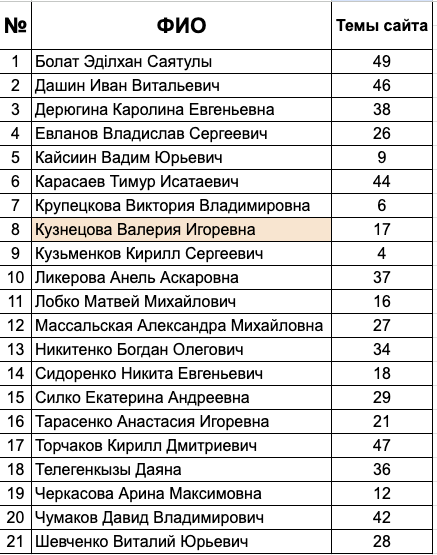 № ФИО Темы сайта
1 Болат Эділхан Саятулы 49
2 Дашин Иван Витальевич 46
3 Дерюгина Каролина Евгеньевна 38
4 Евланов Владислав Сергеевич 26
5 Кайсиин Вадим Юрьевич 9
6 Карасаев Тимур Исатаевич 44
7 Крупецкова Виктория Владимировна 6
8 Кузнецова Валерия Игоревна 17
9 Кузьменков Кирилл Сергеевич 4
10 Ликерова Анель Аскаровна 37
11 Лобко Матвей Михайлович 16
12 Массальская Александра Михайловна 27
13 Никитенко Богдан Олегович 34
14 Сидоренко Никита Евгеньевич 18
15 Силко Екатерина Андреевна 29
16 Тарасенко Анастасия Игоревна 21
17 Торчаков Кирилл Дмитриевич 47
18 Телегенкызы Даяна 36
19 Черкасова Арина Максимовна 12
20 Чумаков Давид Владимирович 42
21 Шевченко Виталий Юрьевич 28